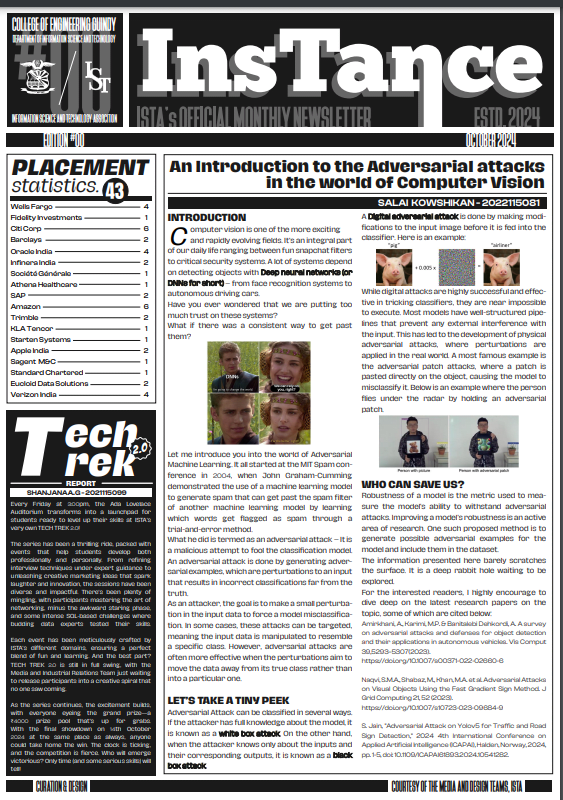 COLLEGE OF ENGINEERING GUINDY
DEPARTMENT OF INFORMATION SCIENCE AND TECHNOLOGY
#00
IST
INFORMATION SCIENCE AND TECHNOLOGY ASSOCITION
InsTance
ISTA's OFFICIAL MONTHLY NEWSLETTER
ESTD. 2024
EDITION #00
OCTOBER 2024
PLACEMENT
statistics. 43
Wells Fargo 4
Fidelity Investments 1
Citi Corp 6
Barclays 2
Oracle India 4
Infinera India 2
Société Générale 1
Athena Healthcare 1
SAP 2
Amazon 6
Trimble 2
KLA Tencor 1
Starten Systems 1
Apple India 2
Sagent M&C 1
Standard Chartered 1
Eucloid Data Solutions 2
Verizon India 4
Tech
Trek 2.0
REPORT
SHANJANAA.G - 2021115099
Every Friday at 3:00pm, the Ada Lovelace
Auditorium transforms into a launchpad for
students ready to level up their skills at ISTA's
very own TECH TREK 2.0!
The series has been a thrilling ride, packed with
events that help students develop both
professionally and personally. From refining
interview techniques under expert guidance to
unleashing creative marketing ideas that spark
laughter and innovation, the sessions have been
diverse and impactful. There's been plenty of
mingling, with participants mastering the art of
networking, minus the awkward staring phase,
and some intense SQL-based challenges where
budding data experts tested their skills.
Each event has been meticulously crafted by
ISTA's different domains, ensuring a perfect
blend of fun and learning. And the best part?
TECH TREK 2.0 is still in full swing, with the
Media and Industrial Relations Team just waiting
to release participants into a creative spiral that
no one saw coming.
As the series continues, the excitement builds,
with everyone eyeing the grand prize—a
₹4000 prize pool that's up for grabs.
With the final showdown on 14th October
2024 at the same place as always, anyone
could take home the win. The clock is ticking,
and the competition is fierce. Who will emerge
victorious? Only time (and some serious skills) will
tell!
An Introduction to the Adversarial attacks
in the world of Computer Vision
SALAI KOWSHIKAN - 2022115081
INTRODUCTION
Computer vision is one of the more exciting
and rapidly evolving fields. It's an integral part
of our daily life ranging between fun snapchat filters
to critical security systems. A lot of systems depend
on detecting objects with Deep neural networks (or
DNNs for short) – from face recognition systems to
autonomous driving cars.
Have you ever wondered that we are putting too
much trust on these systems?
What if there was a consistent way to get past
them?
DNNs
you, right?
Let me introduce you into the world of Adversarial
Machine Learning. It all started at the MIT Spam con-
ference in 2004, when John Graham-Cumming
demonstrated the use of a machine learning model
to generate spam that can get past the spam filter
of another machine learning model by learning
which words get flagged as spam through a
trial-and-error method.
What he did is termed as an adversarial attack – It is
a malicious attempt to fool the classification model.
An adversarial attack is done by generating adver-
sarial examples, which are perturbations to an input
that results in incorrect classifications far from the
truth.
As an attacker, the goal is to make a small perturba-
tion in the input data to force a model misclassifica-
tion. In some cases, these attacks can be targeted,
meaning the input data is manipulated to resemble
a specific class. However, adversarial attacks are
often more effective when the perturbations aim to
move the data away from its true class rather than
into a particular one.
LET'S TAKE A TINY PEEK
Adversarial Attack can be classified in several ways.
If the attacker has full knowledge about the model, it
is known as a white box attack. On the other hand,
when the attacker knows only about the inputs and
their corresponding outputs, it is known as a black
box attack.
A Digital adversarial attack is done by making modi-
fications to the input image before it is fed into the
classifier. Here is an example:
"pig"
"airliner"
+ 0.005 x
=
While digital attacks are highly successful and effec-
tive in tricking classifiers, they are near impossible
to execute. Most models have well-structured pipe-
lines that prevent any external interference with
the input. This has led to the development of physical
adversarial attacks, where perturbations are
applied in the real world. A most famous example is
the adversarial patch attacks, where a patch is
pasted directly on the object, causing the model to
misclassify it. Below is an example where the person
flies under the radar by holding an adversarial
patch.
Person with picture
Person with adversarial patch
WHO CAN SAVE US?
Robustness of a model is the metric used to mea-
sure the model's ability to withstand adversarial
attacks. Improving a model's robustness is an active
area of research. One such proposed method is to
generate possible adversarial examples for the
model and include them in the dataset.
The information presented here barely scratches
the surface. It is a deep rabbit hole waiting to be
explored.
For the interested readers, I highly encourage to
dive deep on the latest research papers on the
topic, some of which are cited below:
Amirkhani, A., Karimi, M.P. & Banitalebi Dehkordi, A. A survey
on adversarial attacks and defenses for object detection
and their applications in autonomous vehicles. Vis Comput
39,5293–5307(2023).
https://doi.org/10.1007/s00371-022-02660-6
Naqvi, S.M.A., Shabaz, M., Khan, M.A. et al. Adversarial Attacks
on Visual Objects Using the Fast Gradient Sign Method. J
Grid Computing 21, 52 (2023).
https://doi.org/10.1007/s10723-023-09684-9
S. Jain, "Adversarial Attack on Yolov5 for Traffic and Road
Sign Detection," 2024 4th International Conference on
Applied Artificial Intelligence (ICAPAI), Halden, Norway, 2024,
pp. 1-5, doi: 10.1109/ICAPAI61893.2024.10541282.
CURATION & DESIGN
COURTESY OF THE MEDIA AND DESIGN TEAMS, ISTA